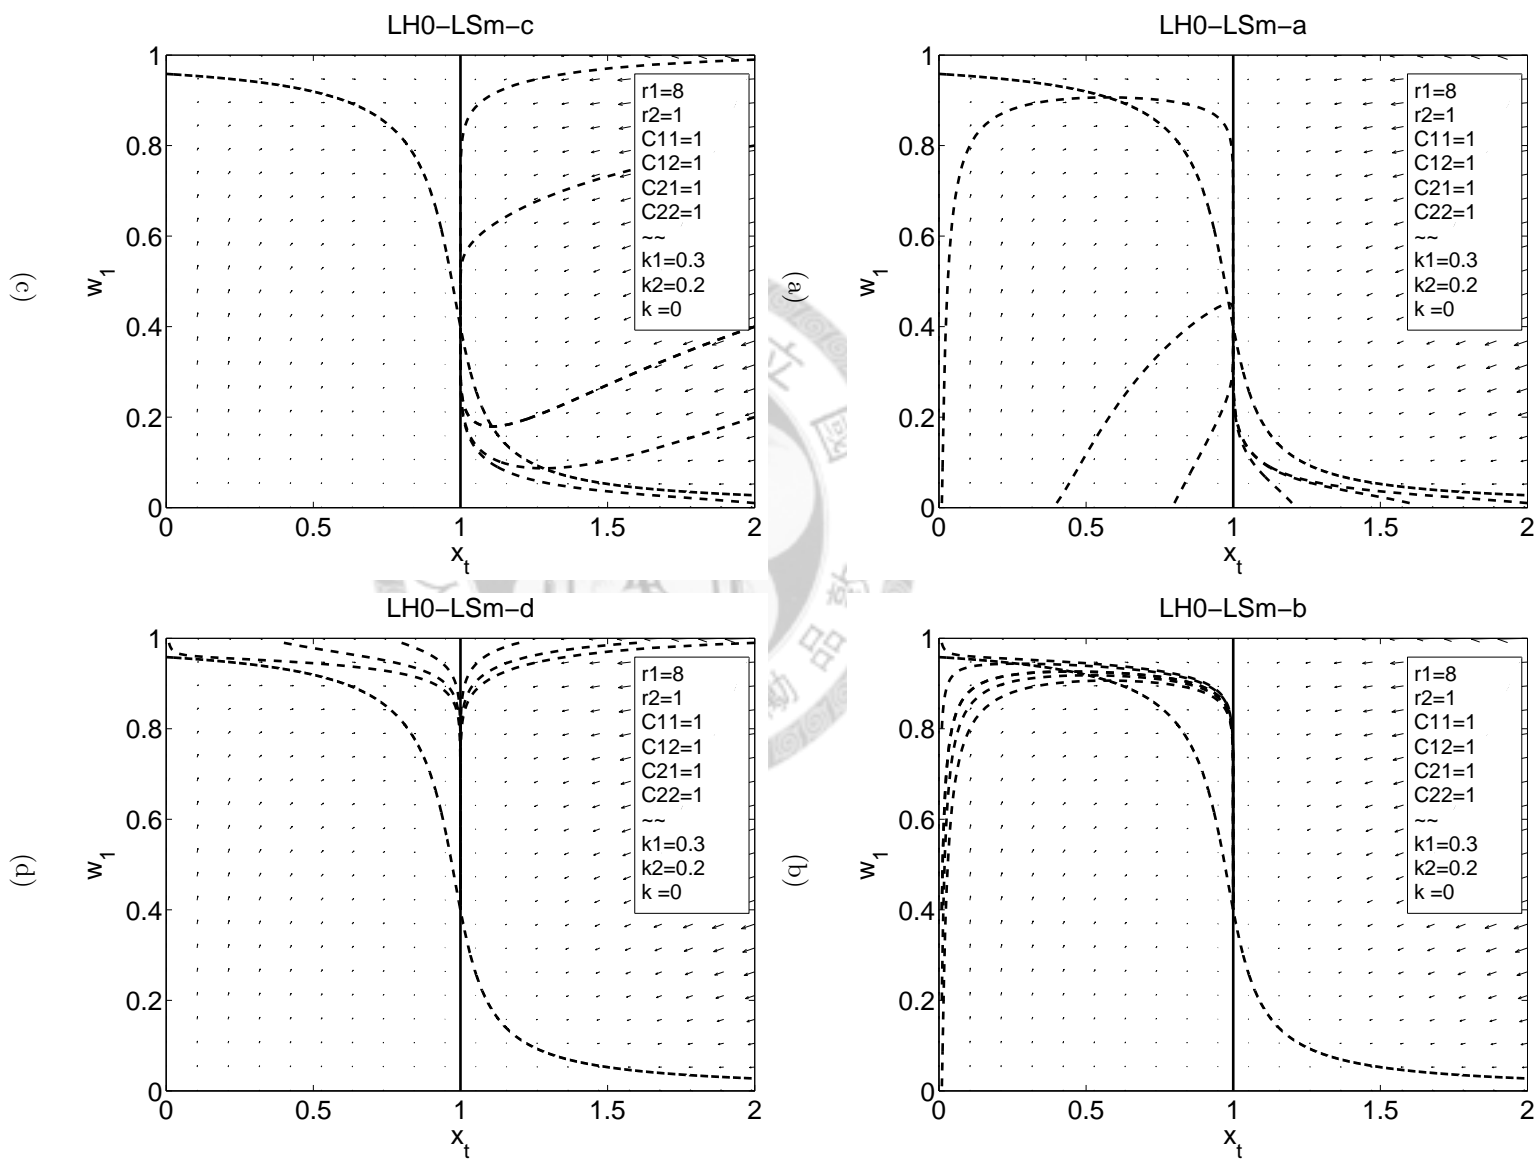 LH0−LSm−c
1
0.8
0.6
0.4
0.2
0
w1
0 0.5 1 1.5 2
xt
r1=8
r2=1
C11=1
C12=1
C21=1
C22=1
~~
k1=0.3
k2=0.2
k =0
(c)
LH0−LSm−a
1
0.8
0.6
0.4
0.2
0
w1
0 0.5 1 1.5 2
xt
r1=8
r2=1
C11=1
C12=1
C21=1
C22=1
~~
k1=0.3
k2=0.2
k =0
(a)
LH0−LSm−d
1
0.8
0.6
0.4
0.2
0
w1
0 0.5 1 1.5 2
xt
r1=8
r2=1
C11=1
C12=1
C21=1
C22=1
~~
k1=0.3
k2=0.2
k =0
(d)
LH0−LSm−b
1
0.8
0.6
0.4
0.2
0
w1
0 0.5 1 1.5 2
xt
r1=8
r2=1
C11=1
C12=1
C21=1
C22=1
~~
k1=0.3
k2=0.2
k =0
(b)
立
國
品
勵